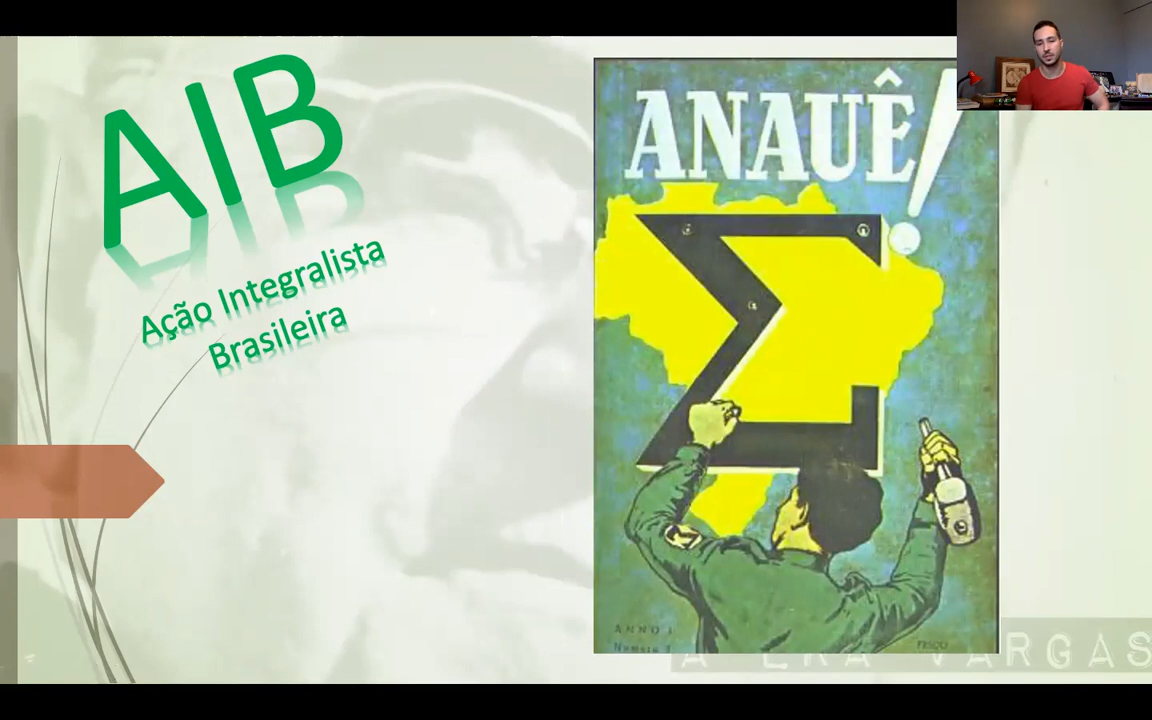 AIB
Ação Integralista
Brasileira
ANAUÊ!
Σ
ANNO I
A ERA VARGAS